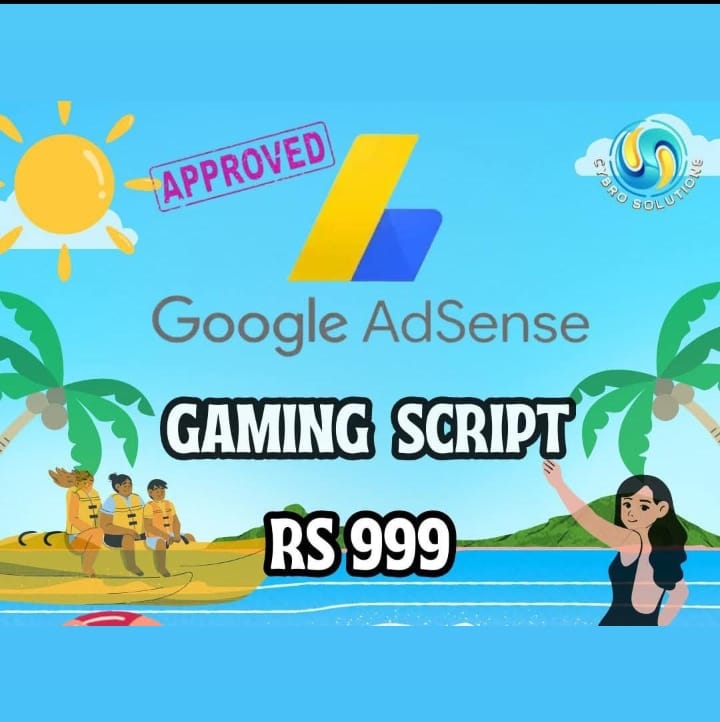 APPROVED
CYBRO SOLUTIONS
Google AdSense
GAMING SCRIPT
RS 999